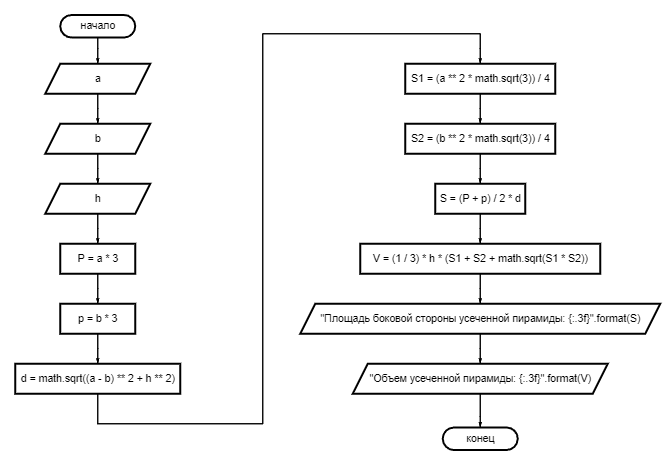 начало
a
b
h
P = a * 3
p = b * 3
d = math.sqrt((a - b) ** 2 + h ** 2)
S1 = (a ** 2 * math.sqrt(3)) / 4
S2 = (b ** 2 * math.sqrt(3)) / 4
S = (P + p) / 2 * d
V = (1 / 3) * h * (S1 + S2 + math.sqrt(S1 * S2))
"Площадь боковой стороны усеченной пирамиды: {:.3f}".format(S)
"Объем усеченной пирамиды: {:.3f}".format(V)
конец